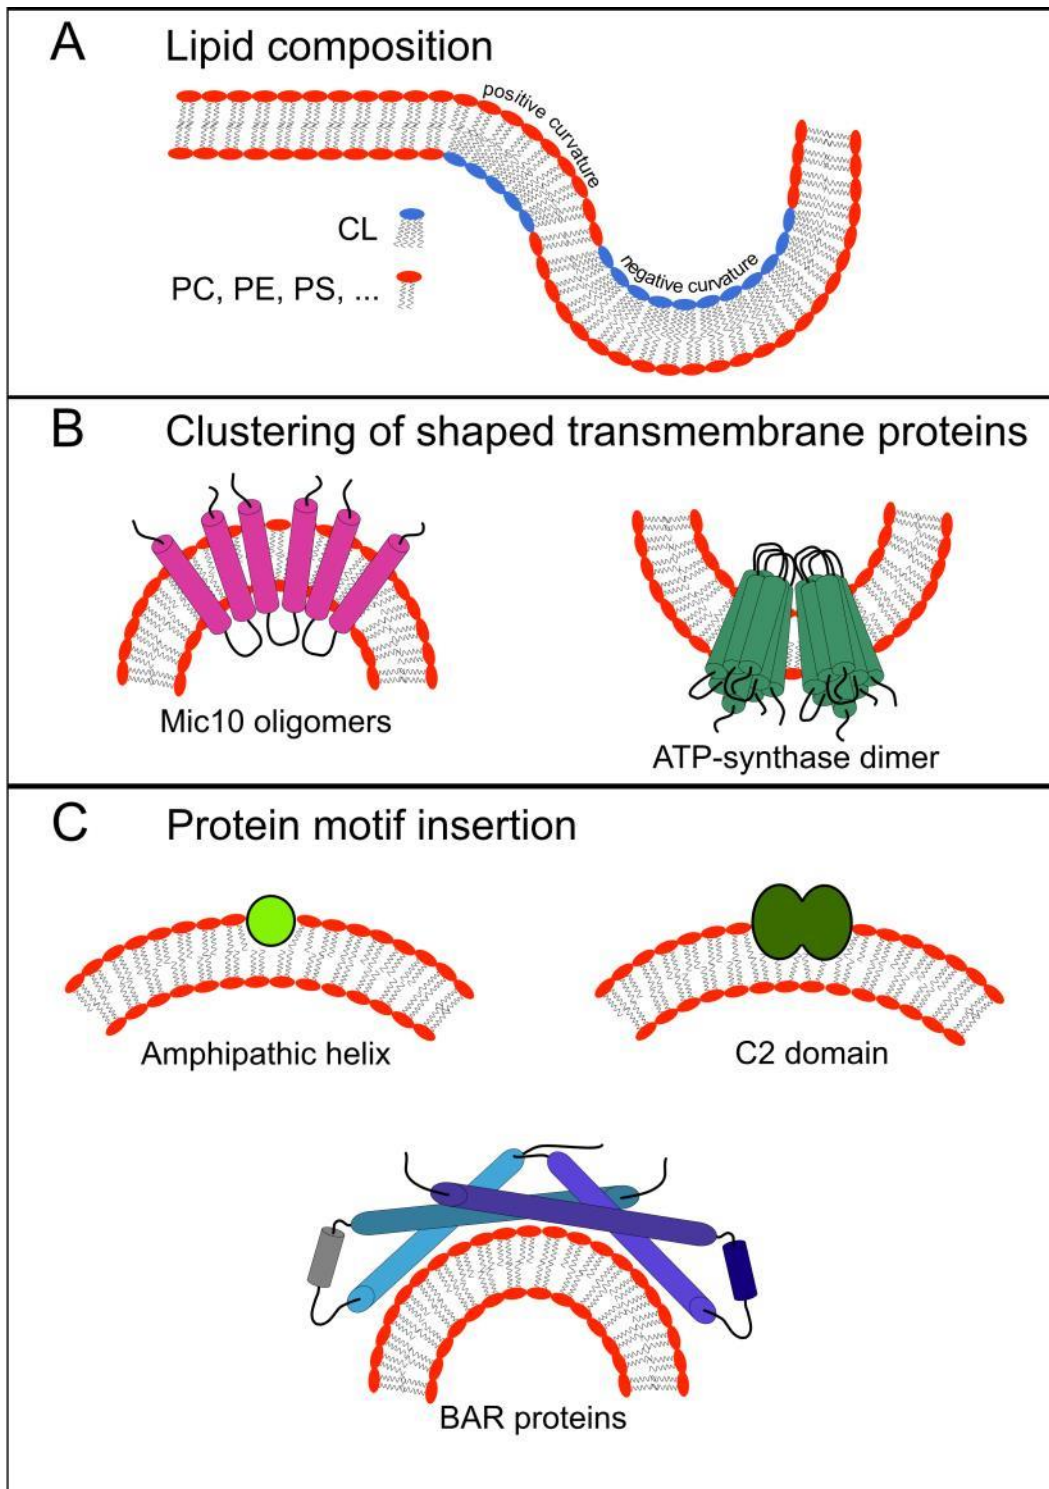 A Lipid composition
positive curvature
negative curvature
CL
PC, PE, PS, ...
B Clustering of shaped transmembrane proteins
Mic10 oligomers
ATP-synthase dimer
C Protein motif insertion
Amphipathic helix
C2 domain
BAR proteins